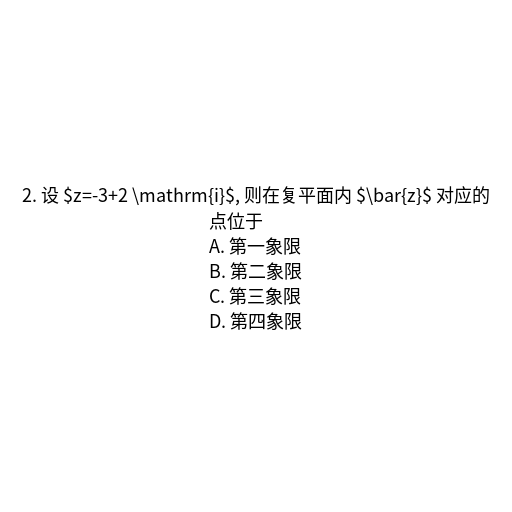 2. 设 $z=-3+2 \mathrm{i}$, 则在复平面内 $\bar{z}$ 对应的
点位于
A. 第一象限
B. 第二象限
C. 第三象限
D. 第四象限